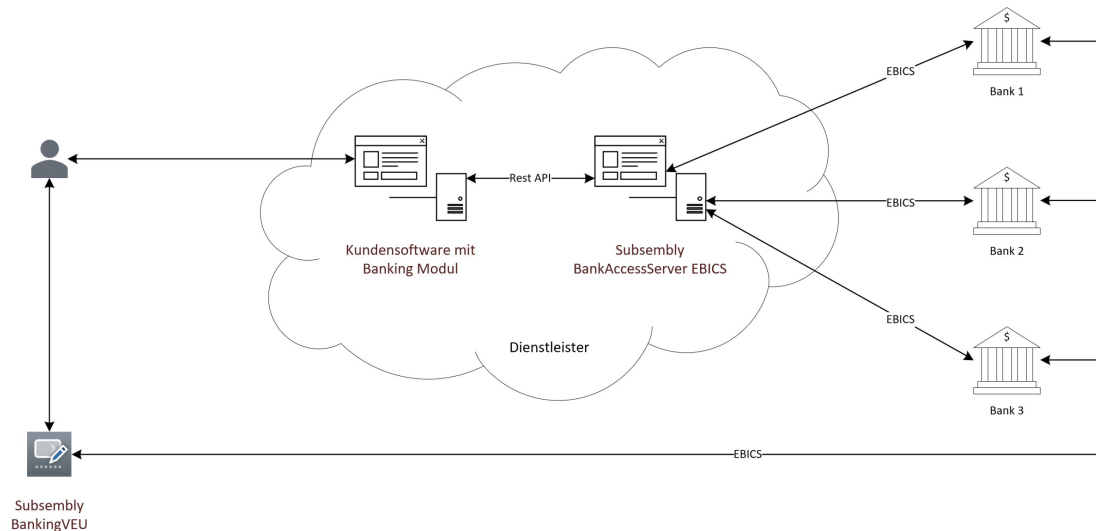 $
EBICS
Bank 1
Rest API
$
EBICS
Bank 2
Kundensoftware mit
Banking Modul
Subsembly
BankAccessServer EBICS
EBICS
$
Dienstleister
Bank 3
EBICS
Subsembly
BankingVEU